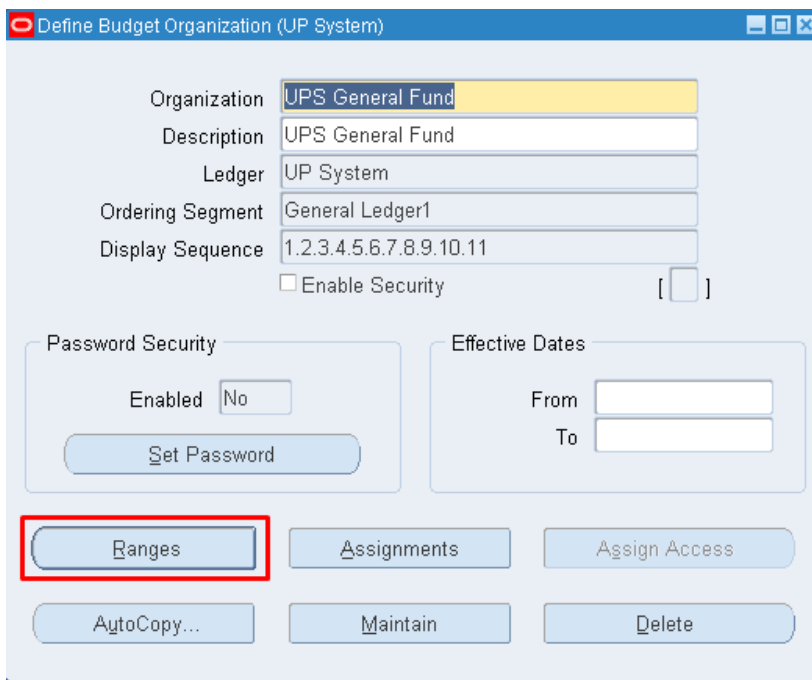 Define Budget Organization (UP System)
Organization UPS General Fund
Description UPS General Fund
Ledger UP System
Ordering Segment General Ledger1
Display Sequence 1.2.3.4.5.6.7.8.9.10.11
Enable Security [ ]
Password Security
Enabled No
Set Password
Effective Dates
From
To
Ranges Assignments Assign Access
AutoCopy... Maintain Delete